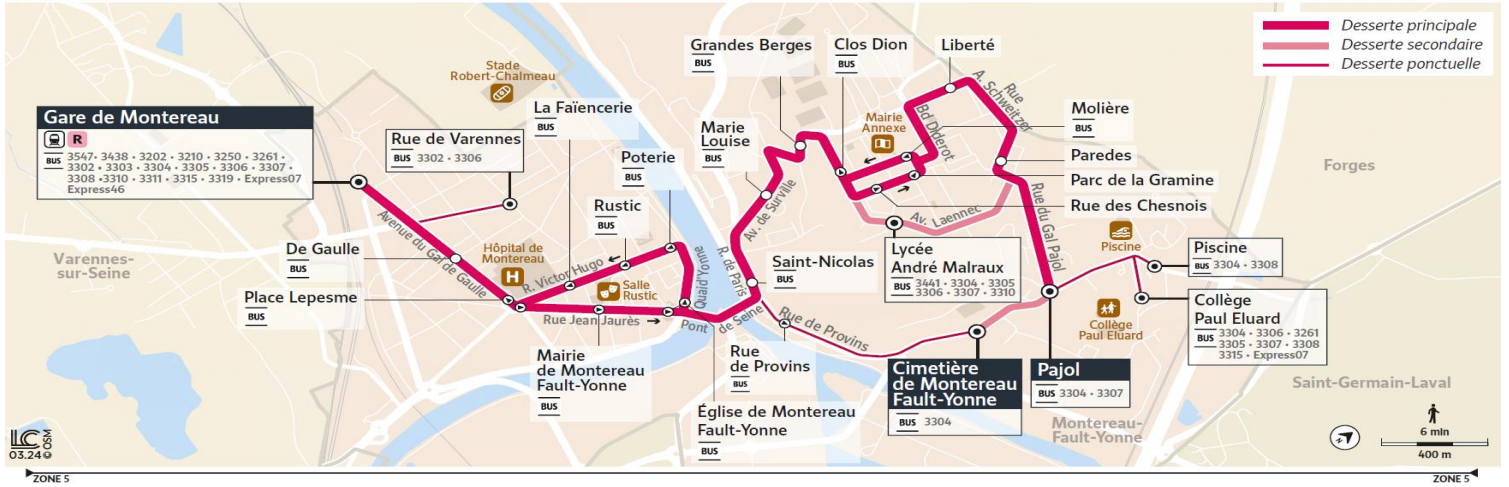 Desserte principale
Desserte secondaire
Desserte ponctuelle
Gare de Montereau
R
BUS 3547 • 3438 • 3202 • 3210 • 3250 • 3261 •
3302 • 3303 • 3304 • 3305 • 3306 • 3307 •
3308 •3310 • 3311 • 3315 • 3319 • Express07
Express46
Stade
Robert-Chalmeau
Rue de Varennes
BUS 3302 • 3306
La Faïencerie
BUS
Poterie
BUS
Rustic
BUS
De Gaulle
BUS
Place Lepesme
BUS
Varennes-
sur-Seine
Avenue du Gal de Gaulle
Hôpital de
Montereau
H
R. Victor Hugo
Salle
Rustic
Rue Jean Jaurès
Quai d'Yonne
Pont de Seine
R. de Paris
Av. de Surville
Mairie
de Montereau
Fault-Yonne
BUS
Église de Montereau
Fault-Yonne
BUS
Rue
de Provins
BUS
Rue de Provins
Saint-Nicolas
BUS
Marie
Louise
BUS
Grandes Berges
BUS
Clos Dion
BUS
Liberté
Mairie
Annexe
Bd Diderot
Rue
A. Schweitzer
Molière
BUS
Paredes
Parc de la Gramine
Rue des Chesnois
Av. Laennec
Rue du Gal Pajol
Lycée
André Malraux
BUS 3441 • 3304 • 3305
3306 • 3307 • 3310
Cimetière
de Montereau
Fault-Yonne
BUS 3304
Pajol
BUS 3304 • 3307
Piscine
Piscine
BUS 3304 • 3308
Collège
Paul Eluard
Collège
Paul Eluard
BUS 3304 • 3306 • 3261
3305 • 3307 • 3308
3315 • Express07
Forges
Saint-Germain-Laval
Montereau-
Fault-Yonne
6 min
400 m
LC
03.24 © OSM
ZONE 5
ZONE 5